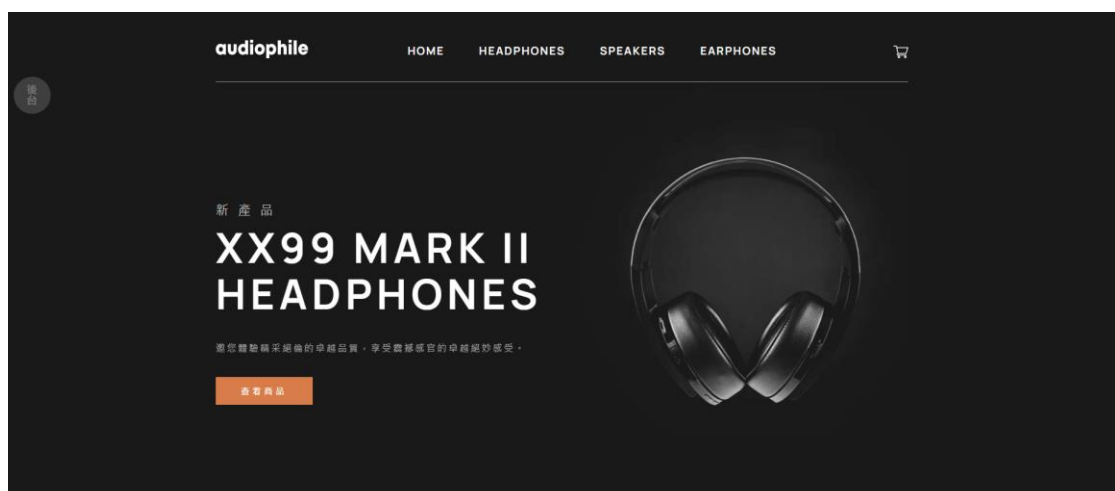 audiophile
HOME HEADPHONES SPEAKERS EARPHONES
後台
新產品
XX99 MARK II
HEADPHONES
邀您體驗精采絕倫的卓越品質，享受震撼感官的卓越絕妙感受。
查看商品